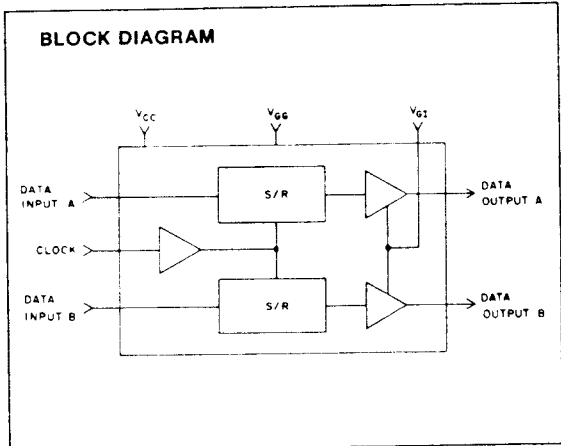 BLOCK DIAGRAM
VCC
VGG
VGI
DATA
INPUT A
S/R
DATA
OUTPUT A
CLOCK
DATA
INPUT B
S/R
DATA
OUTPUT B